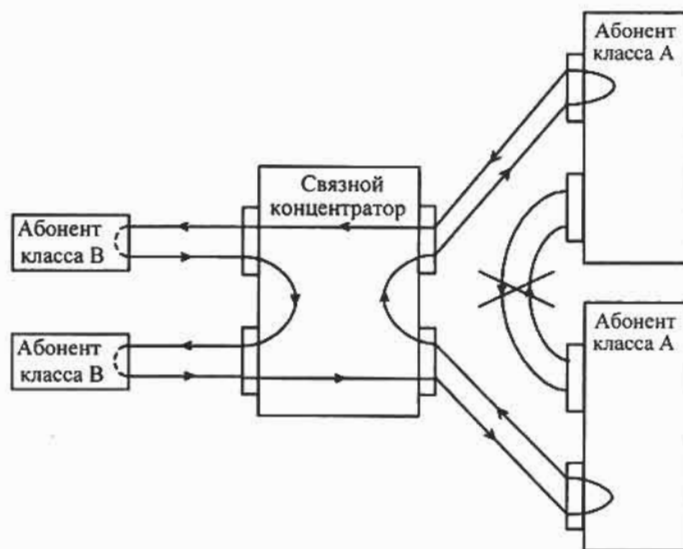 Абонент
класса А
Связной
концентратор
Абонент
класса В
Абонент
класса В
Абонент
класса А